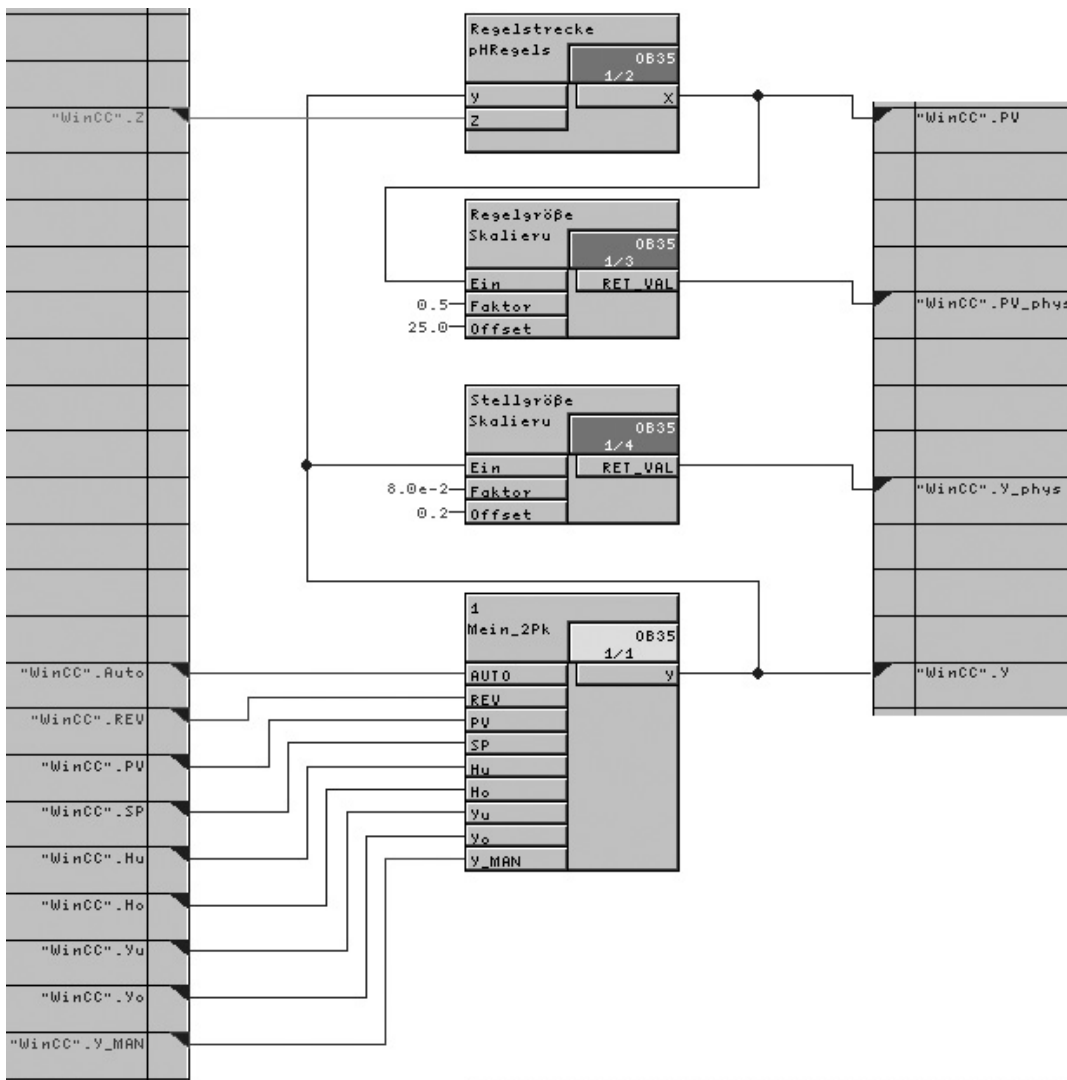 Regelstrecke
pHRegels
OB35
1/2
y
X
Z
"WinCC".Z
"WinCC".PV
Regelgröße
Skalieru
OB35
1/3
Ein
RET_VAL
0.5
Faktor
25.0
Offset
"WinCC".PV_phys
Stellgröße
Skalieru
OB35
1/4
Ein
RET_VAL
8.0e-2
Faktor
0.2
Offset
"WinCC".Y_phys
1
Mein_2Pk
OB35
1/1
AUTO
y
REV
PV
SP
Hu
Ho
Yu
Yo
Y_MAN
"WinCC".Y
"WinCC".Auto
"WinCC".REV
"WinCC".PV
"WinCC".SP
"WinCC".Hu
"WinCC".Ho
"WinCC".Yu
"WinCC".Yo
"WinCC".Y_MAN